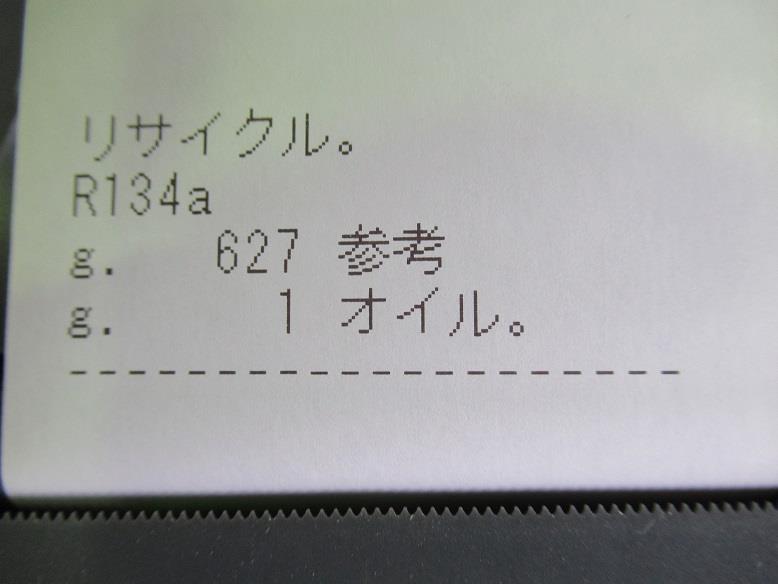 リサイクル。
R134a
g. 627 参考
g. 1 オイル。
--------------------